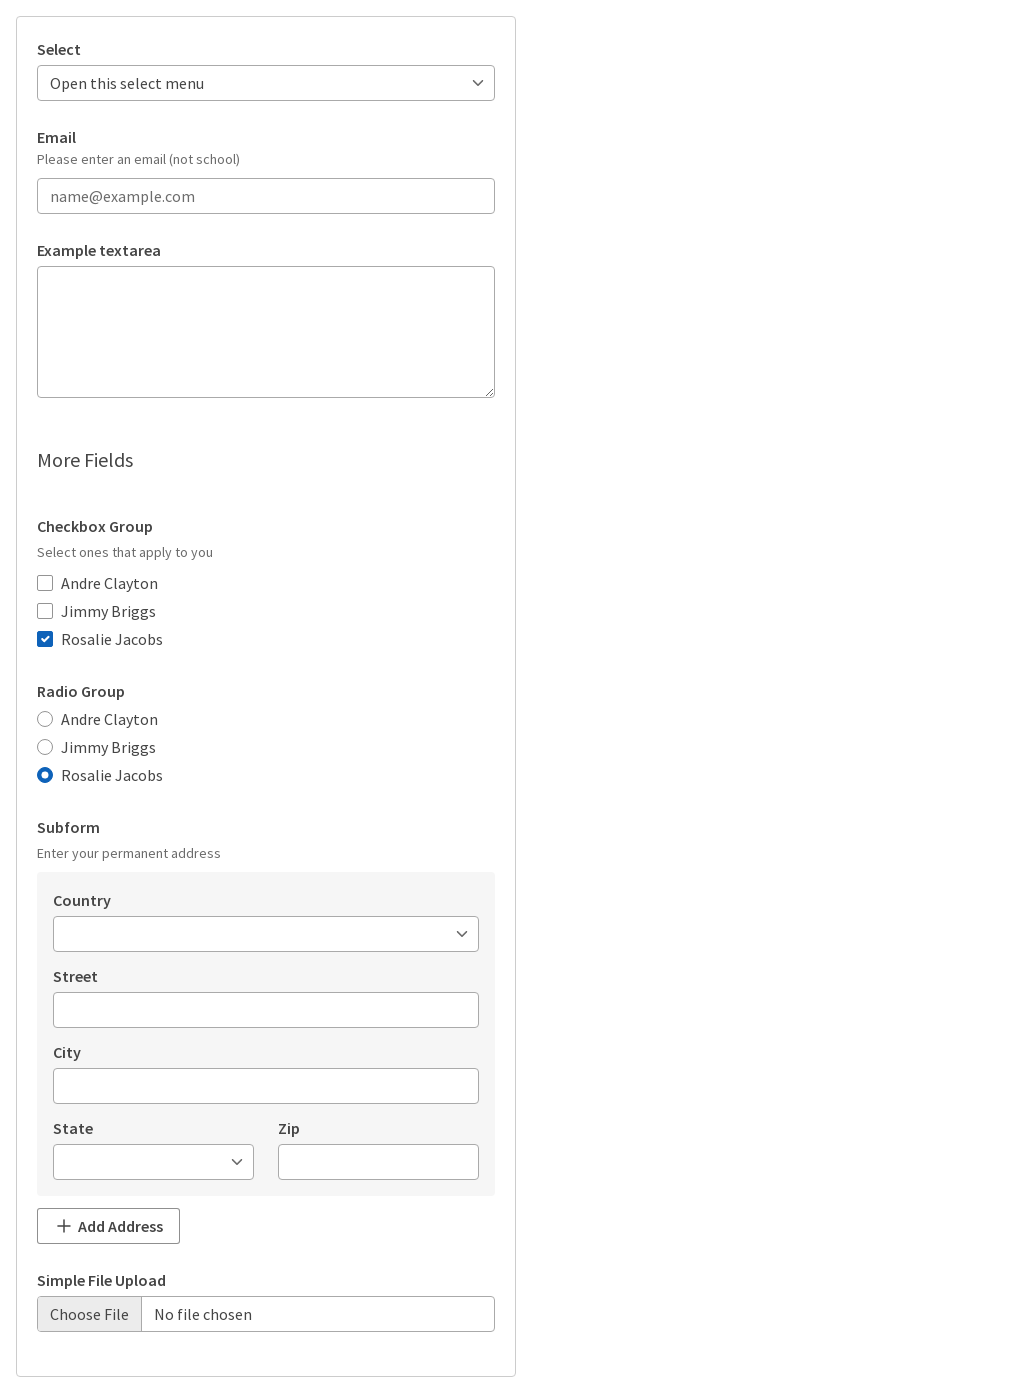 Select
Open this select menu
Email
Please enter an email (not school)
name@example.com
Example textarea
More Fields
Checkbox Group
Select ones that apply to you
Andre Clayton
Jimmy Briggs
Rosalie Jacobs
Radio Group
Andre Clayton
Jimmy Briggs
Rosalie Jacobs
Subform
Enter your permanent address
Country
Street
City
State Zip
Add Address
Simple File Upload
Choose File No file chosen